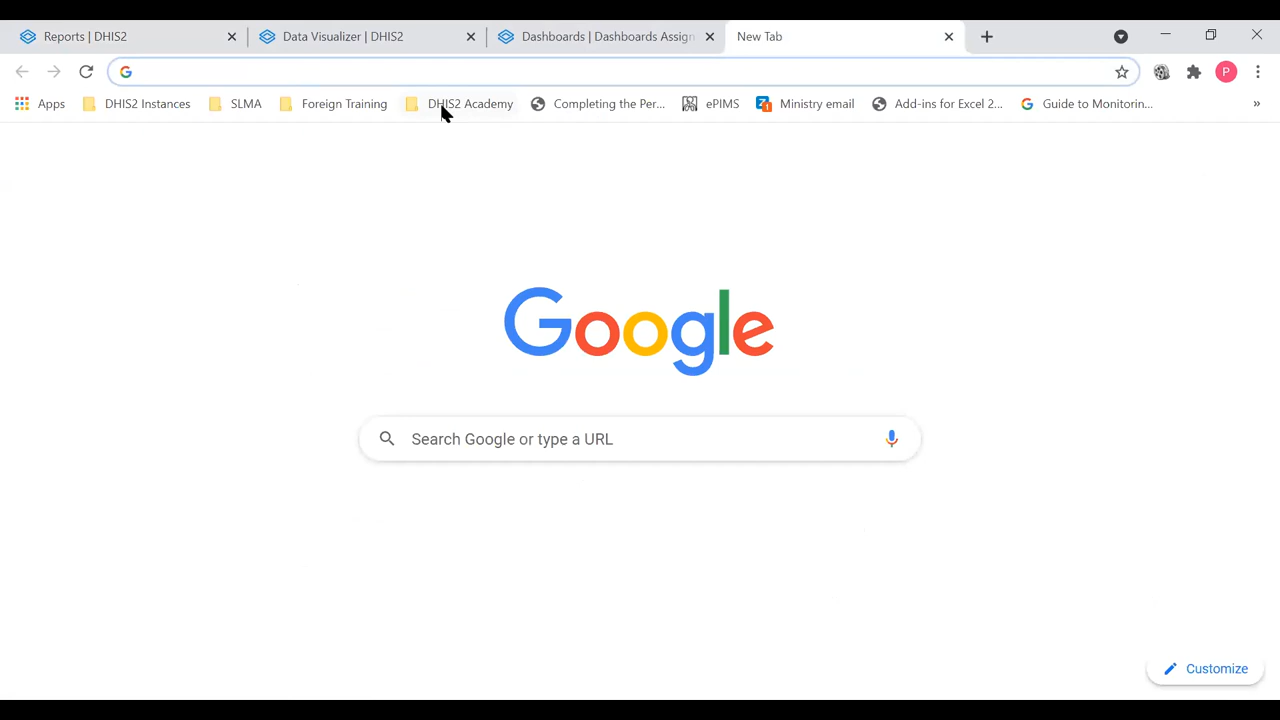 Reports | DHIS2
Data Visualizer | DHIS2
Dashboards | Dashboards Assign
New Tab
P
Apps
DHIS2 Instances
SLMA
Foreign Training
DHIS2 Academy
Completing the Per...
ePIMS
Ministry email
Add-ins for Excel 2...
Guide to Monitorin...
»
Google
Search Google or type a URL
Customize